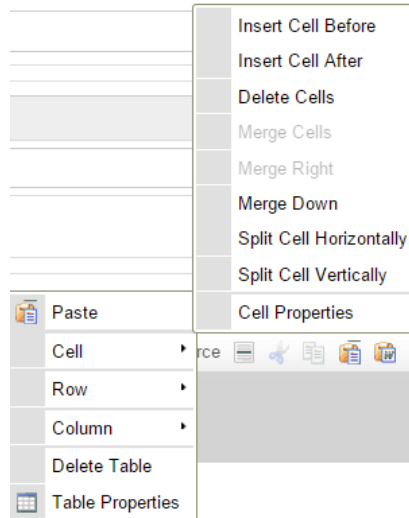 Insert Cell Before
Insert Cell After
Delete Cells
Merge Cells
Merge Right
Merge Down
Split Cell Horizontally
Split Cell Vertically
Cell Properties
Paste
Cell
rce
Row
Column
Delete Table
Table Properties